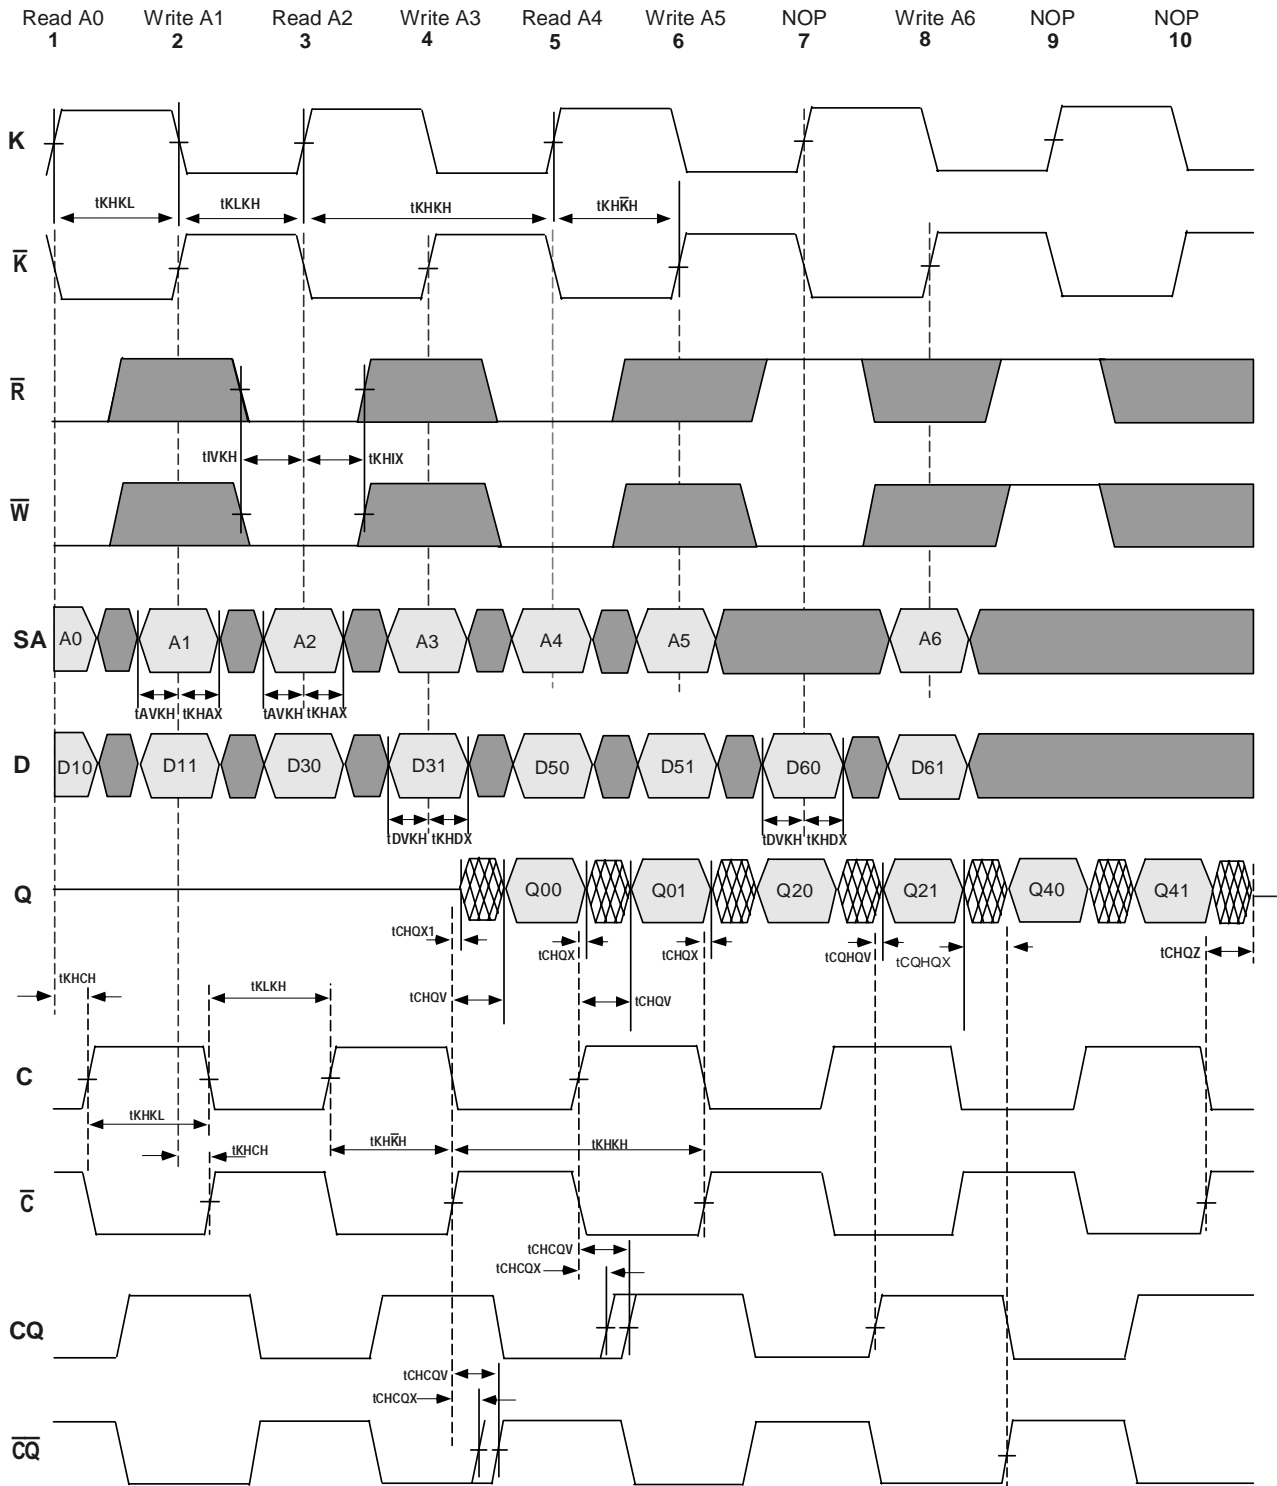 Read A0 Write A1 Read A2 Write A3 Read A4 Write A5 NOP Write A6 NOP NOP
1 2 3 4 5 6 7 8 9 10
K
tKHKL tKLKH tKHKH tKHK̅H
K̅
R̅
tIVKH tKHIX
W̅
SA A0 A1 A2 A3 A4 A5 A6
tAVKH tKHAX tAVKH tKHAX
D D10 D11 D30 D31 D50 D51 D60 D61
tDVKH tKHDX tDVKH tKHDX
Q Q00 Q01 Q20 Q21 Q40 Q41
tCHQX1 tCHQX tCHQX tCQHQV tCQHQX tCHQZ
tKHCH tKLKH tCHQV tCHQV
C
tKHKL tKHCH tKHK̅H tKHKH
C̅
tCHCQV
tCHCQX
CQ
tCHCQV
tCHCQX
C̅Q̅